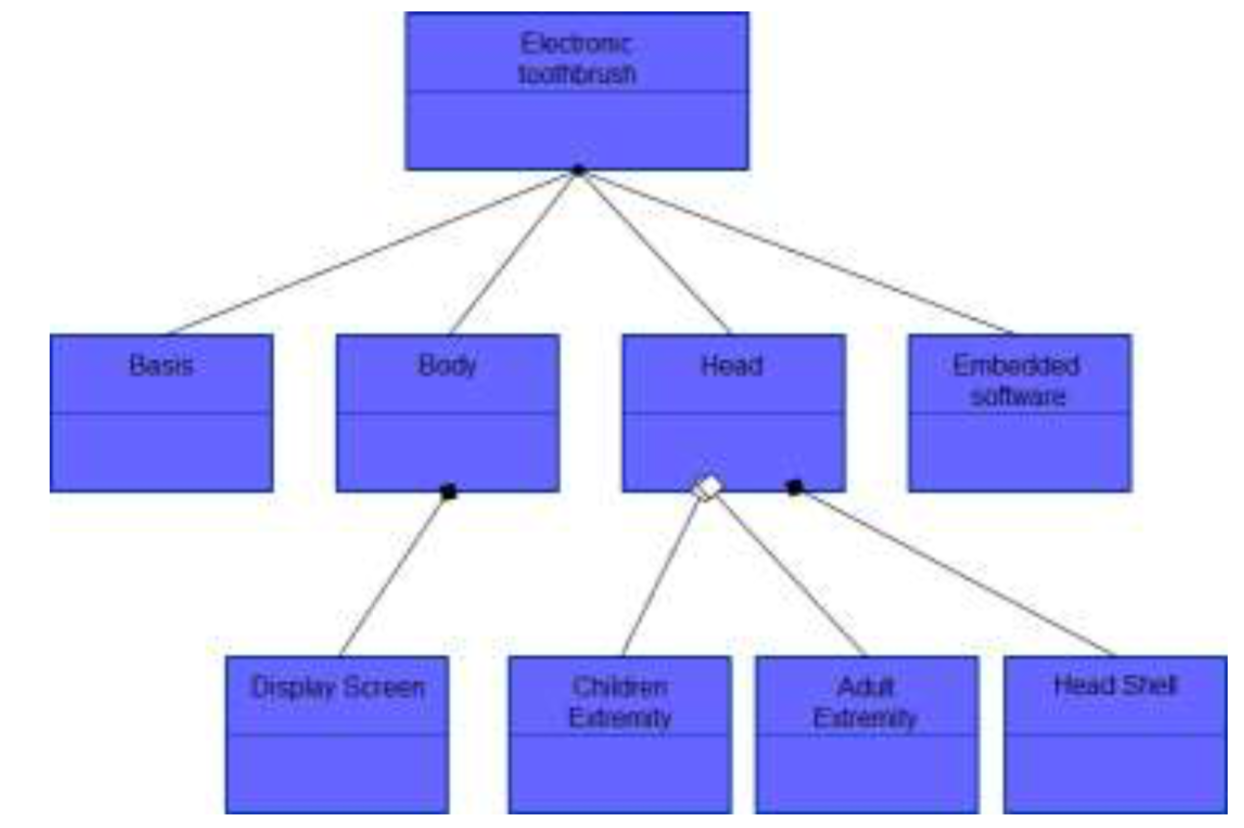 Electronic
toothbrush
Basis
Body
Head
Embedded
software
Display Screen
Children
Extremity
Adult
Extremity
Head Shell